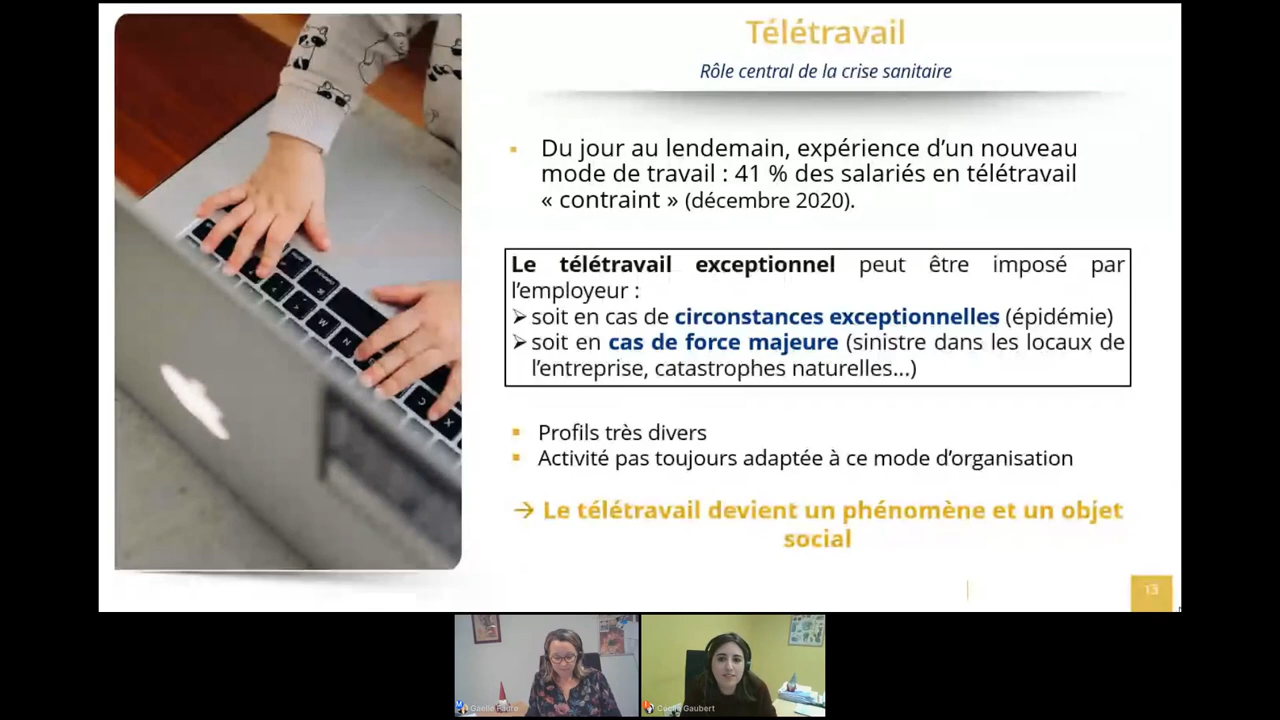 Télétravail
Rôle central de la crise sanitaire
▪ Du jour au lendemain, expérience d'un nouveau
mode de travail : 41 % des salariés en télétravail
« contraint » (décembre 2020).
Le télétravail exceptionnel peut être imposé par
l'employeur :
➢ soit en cas de circonstances exceptionnelles (épidémie)
➢ soit en cas de force majeure (sinistre dans les locaux de
l'entreprise, catastrophes naturelles...)
▪ Profils très divers
▪ Activité pas toujours adaptée à ce mode d'organisation
→ Le télétravail devient un phénomène et un objet
social
13
Gaelle Faure
Gaubert